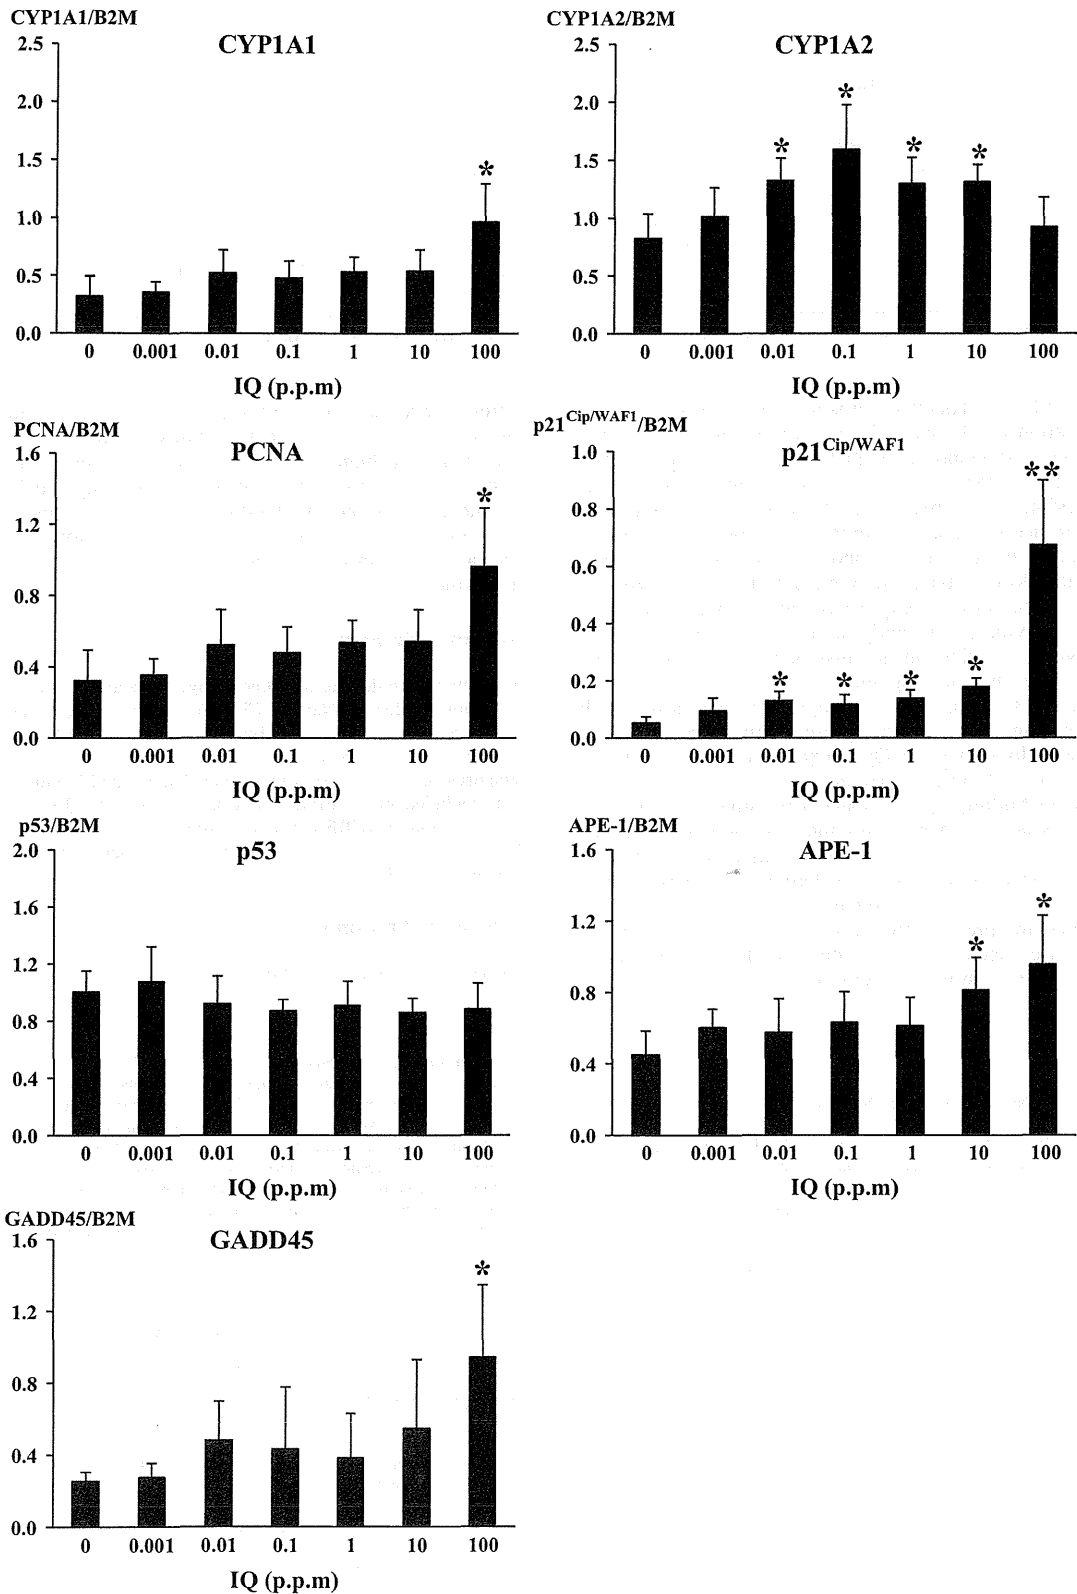 CYP1A1/B2M
CYP1A1
2.5
2.0
1.5
1.0
0.5
0.0
*
0 0.001 0.01 0.1 1 10 100
IQ (p.p.m)
CYP1A2/B2M
CYP1A2
2.5
2.0
1.5
1.0
0.5
0.0
* * * *
0 0.001 0.01 0.1 1 10 100
IQ (p.p.m)
PCNA/B2M
PCNA
1.6
1.2
0.8
0.4
0.0
*
0 0.001 0.01 0.1 1 10 100
IQ (p.p.m)
p21Cip/WAF1/B2M
p21Cip/WAF1
1.0
0.8
0.6
0.4
0.2
0.0
* * * * **
0 0.001 0.01 0.1 1 10 100
IQ (p.p.m)
p53/B2M
p53
2.0
1.6
1.2
0.8
0.4
0.0
0 0.001 0.01 0.1 1 10 100
IQ (p.p.m)
APE-1/B2M
APE-1
1.6
1.2
0.8
0.4
0.0
* *
0 0.001 0.01 0.1 1 10 100
IQ (p.p.m)
GADD45/B2M
GADD45
1.6
1.2
0.8
0.4
0.0
*
0 0.001 0.01 0.1 1 10 100
IQ (p.p.m)